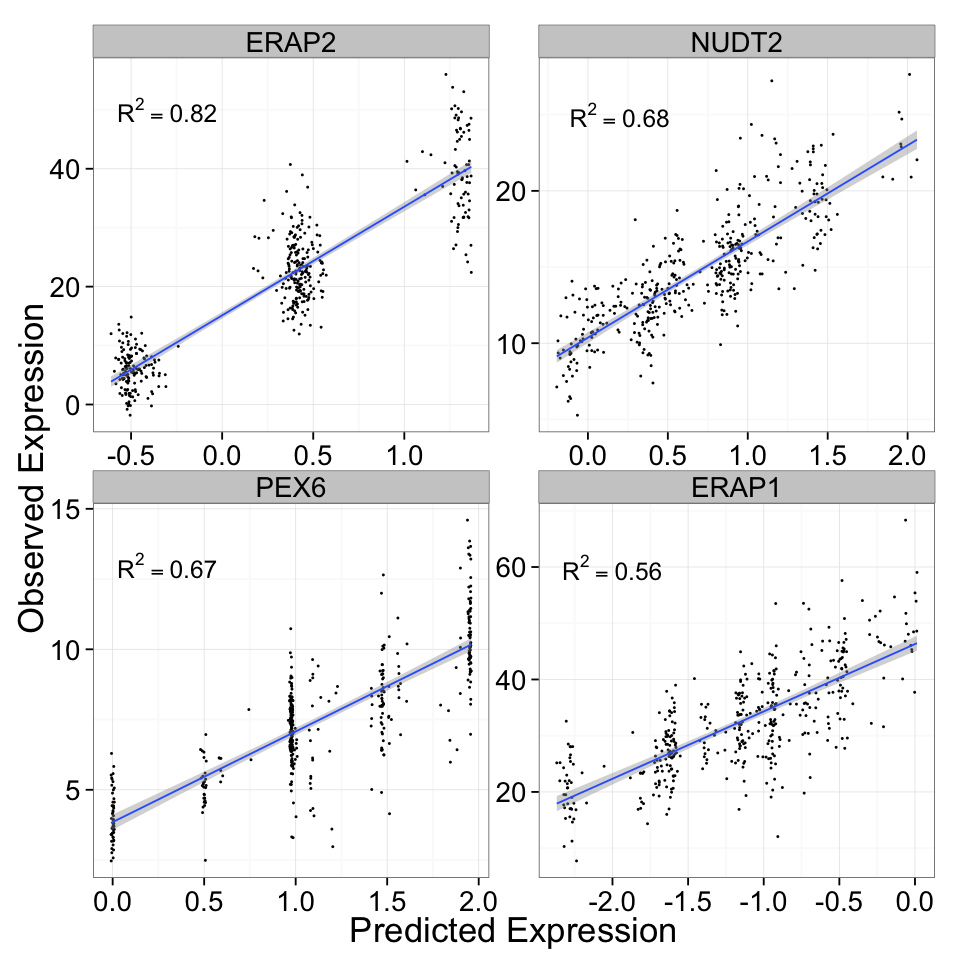 ERAP2
R² = 0.82
40
20
0
-0.5 0.0 0.5 1.0
NUDT2
R² = 0.68
20
10
0.0 0.5 1.0 1.5 2.0
PEX6
R² = 0.67
15
10
5
0.0 0.5 1.0 1.5 2.0
ERAP1
R² = 0.56
60
40
20
-2.0 -1.5 -1.0 -0.5 0.0
Observed Expression
Predicted Expression